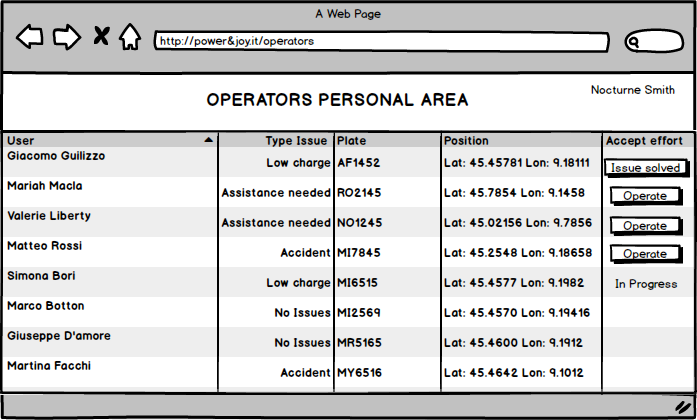 A Web Page
http://power&joy.it/operators
Nocturne Smith
OPERATORS PERSONAL AREA
User Type Issue Plate Position Accept effort
Giacomo Guilizzo Low charge AF1452 Lat: 45.45781 Lon: 9.18111 Issue solved
Mariah Macla Assistance needed RO2145 Lat: 45.7854 Lon: 9.1458 Operate
Valerie Liberty Assistance needed NO1245 Lat: 45.02156 Lon: 9.7856 Operate
Matteo Rossi Accident MI7845 Lat: 45.2548 Lon: 9.18658 Operate
Simona Bori Low charge MI6515 Lat: 45.4577 Lon: 9.1982 In Progress
Marco Botton No Issues MI2569 Lat: 45.4570 Lon: 9.19416
Giuseppe D'amore No Issues MR5165 Lat: 45.4600 Lon: 9.1912
Martina Facchi Accident MY6516 Lat: 45.4642 Lon: 9.1012